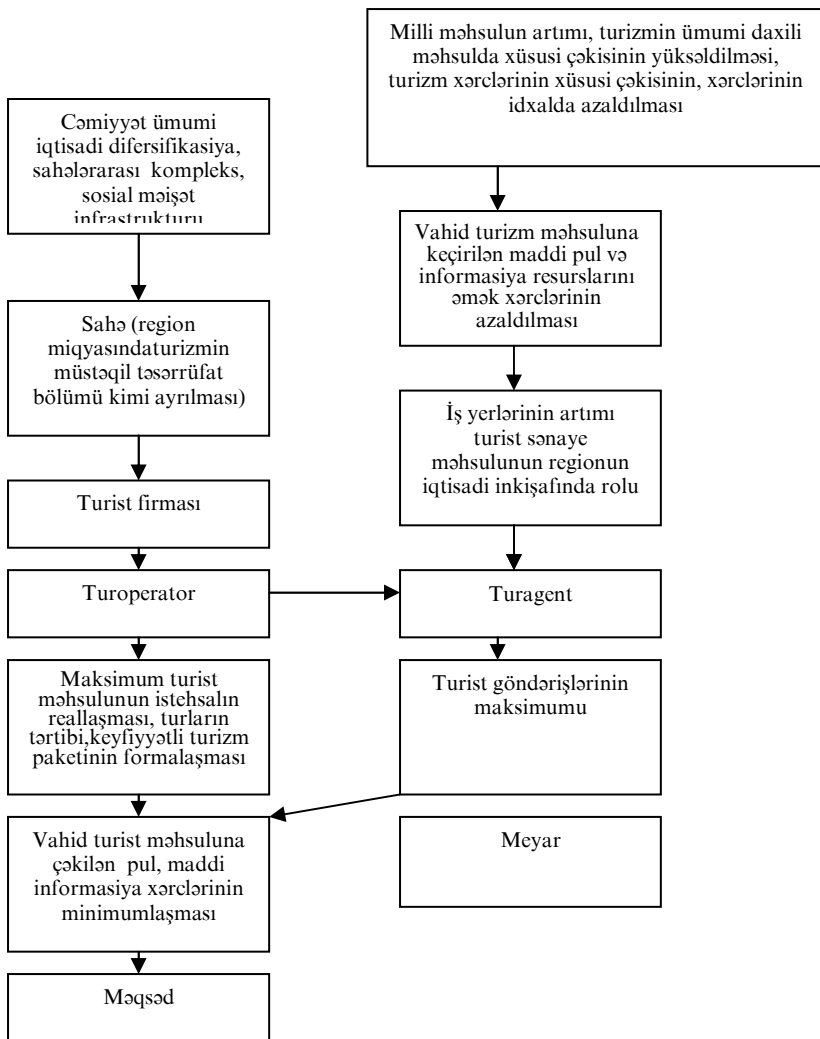 Milli məhsulun artımı, turizmin ümumi daxili
məhsulda xüsusi çəkisinin yüksəldilməsi,
turizm xərclərinin xüsusi çəkisinin, xərclərinin
idxalda azaldılması
Cəmiyyət ümumi
iqtisadi difersifikasiya,
sahələrarası kompleks,
sosial məişət
infrastrukturu
Vahid turizm məhsuluna
keçirilən maddi pul və
informasiya resurslarını
əmək xərclərinin
azaldılması
Sahə (region
miqyasındaturizmin
müstəqil təsərrüfat
bölümü kimi ayrılması)
İş yerlərinin artımı
turist sənaye
məhsulunun regionun
iqtisadi inkişafında rolu
Turist firması
Turoperator
Turagent
Maksimum turist
məhsulunun istehsalın
reallaşması, turların
tərtibi,keyfiyyətli turizm
paketinin formalaşması
Turist göndərişlərinin
maksimumu
Vahid turist məhsuluna
çəkilən pul, maddi
informasiya xərclərinin
minimumlaşması
Meyar
Məqsəd